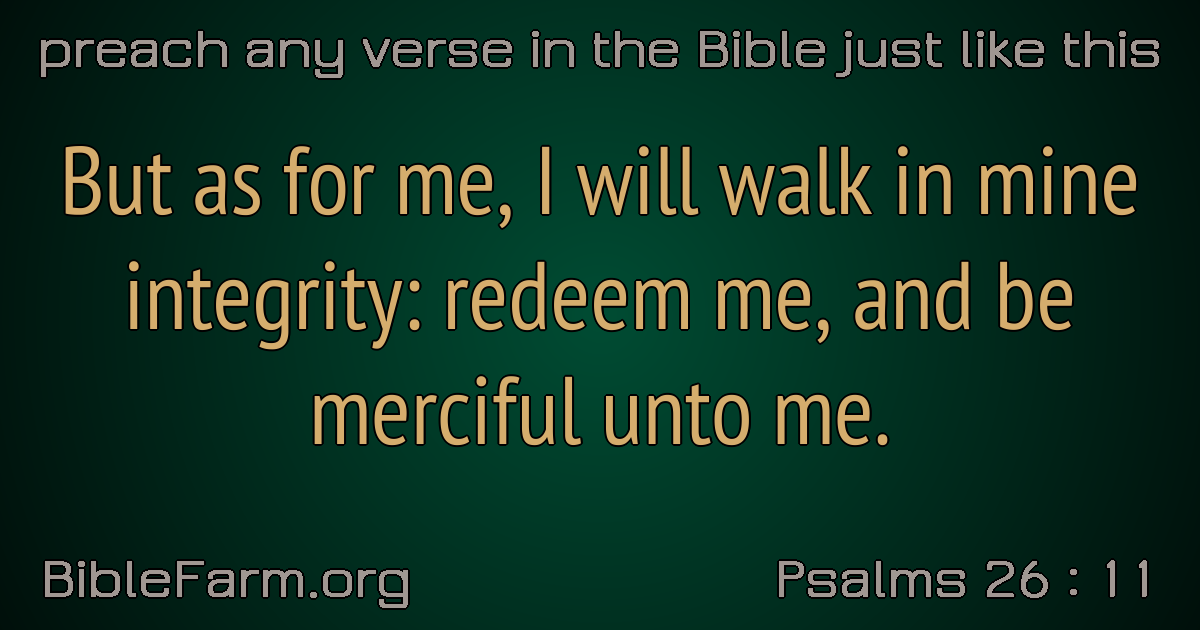 preach any verse in the Bible just like this
But as for me, I will walk in mine
integrity: redeem me, and be
merciful unto me.
BibleFarm.org
Psalms 26 : 11